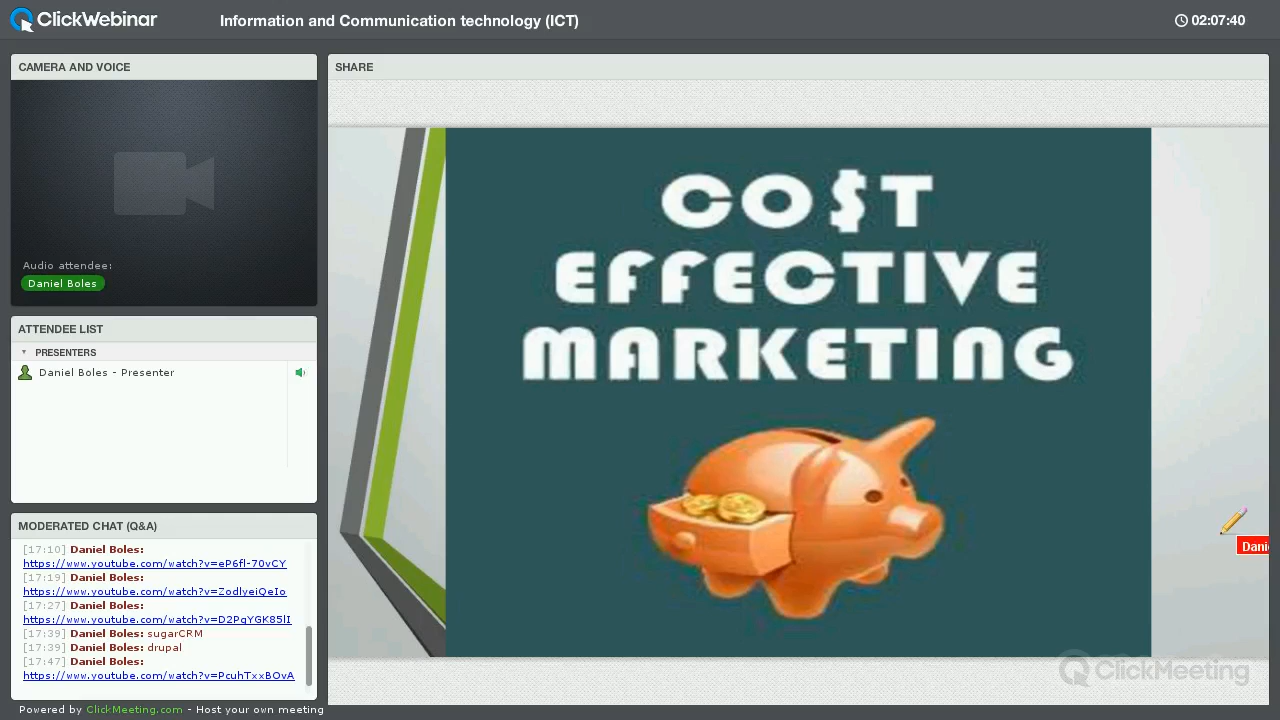 ClickWebinar
Information and Communication technology (ICT)
02:07:40
CAMERA AND VOICE
Audio attendee:
Daniel Boles
ATTENDEE LIST
PRESENTERS
Daniel Boles - Presenter
MODERATED CHAT (Q&A)
[17:10] Daniel Boles:
https://www.youtube.com/watch?v=eP6fl-70vCY
[17:19] Daniel Boles:
https://www.youtube.com/watch?v=ZodlyeiQeIo
[17:27] Daniel Boles:
https://www.youtube.com/watch?v=D2PqYGK85lI
[17:39] Daniel Boles: sugarCRM
[17:39] Daniel Boles: drupal
[17:47] Daniel Boles:
https://www.youtube.com/watch?v=PcuhTxxBOvA
Powered by ClickMeeting.com - Host your own meeting
SHARE
CO$T
EFFECTIVE
MARKETING
Dani
ClickMeeting